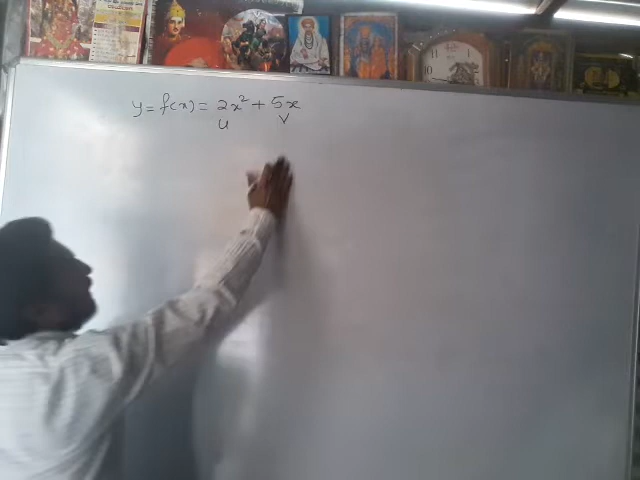 y = f(x) = 2x² + 5x
u v